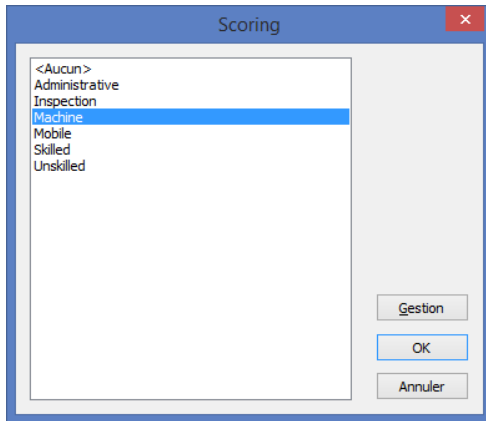 Scoring
<Aucun>
Administrative
Inspection
Machine
Mobile
Skilled
Unskilled
Gestion
OK
Annuler